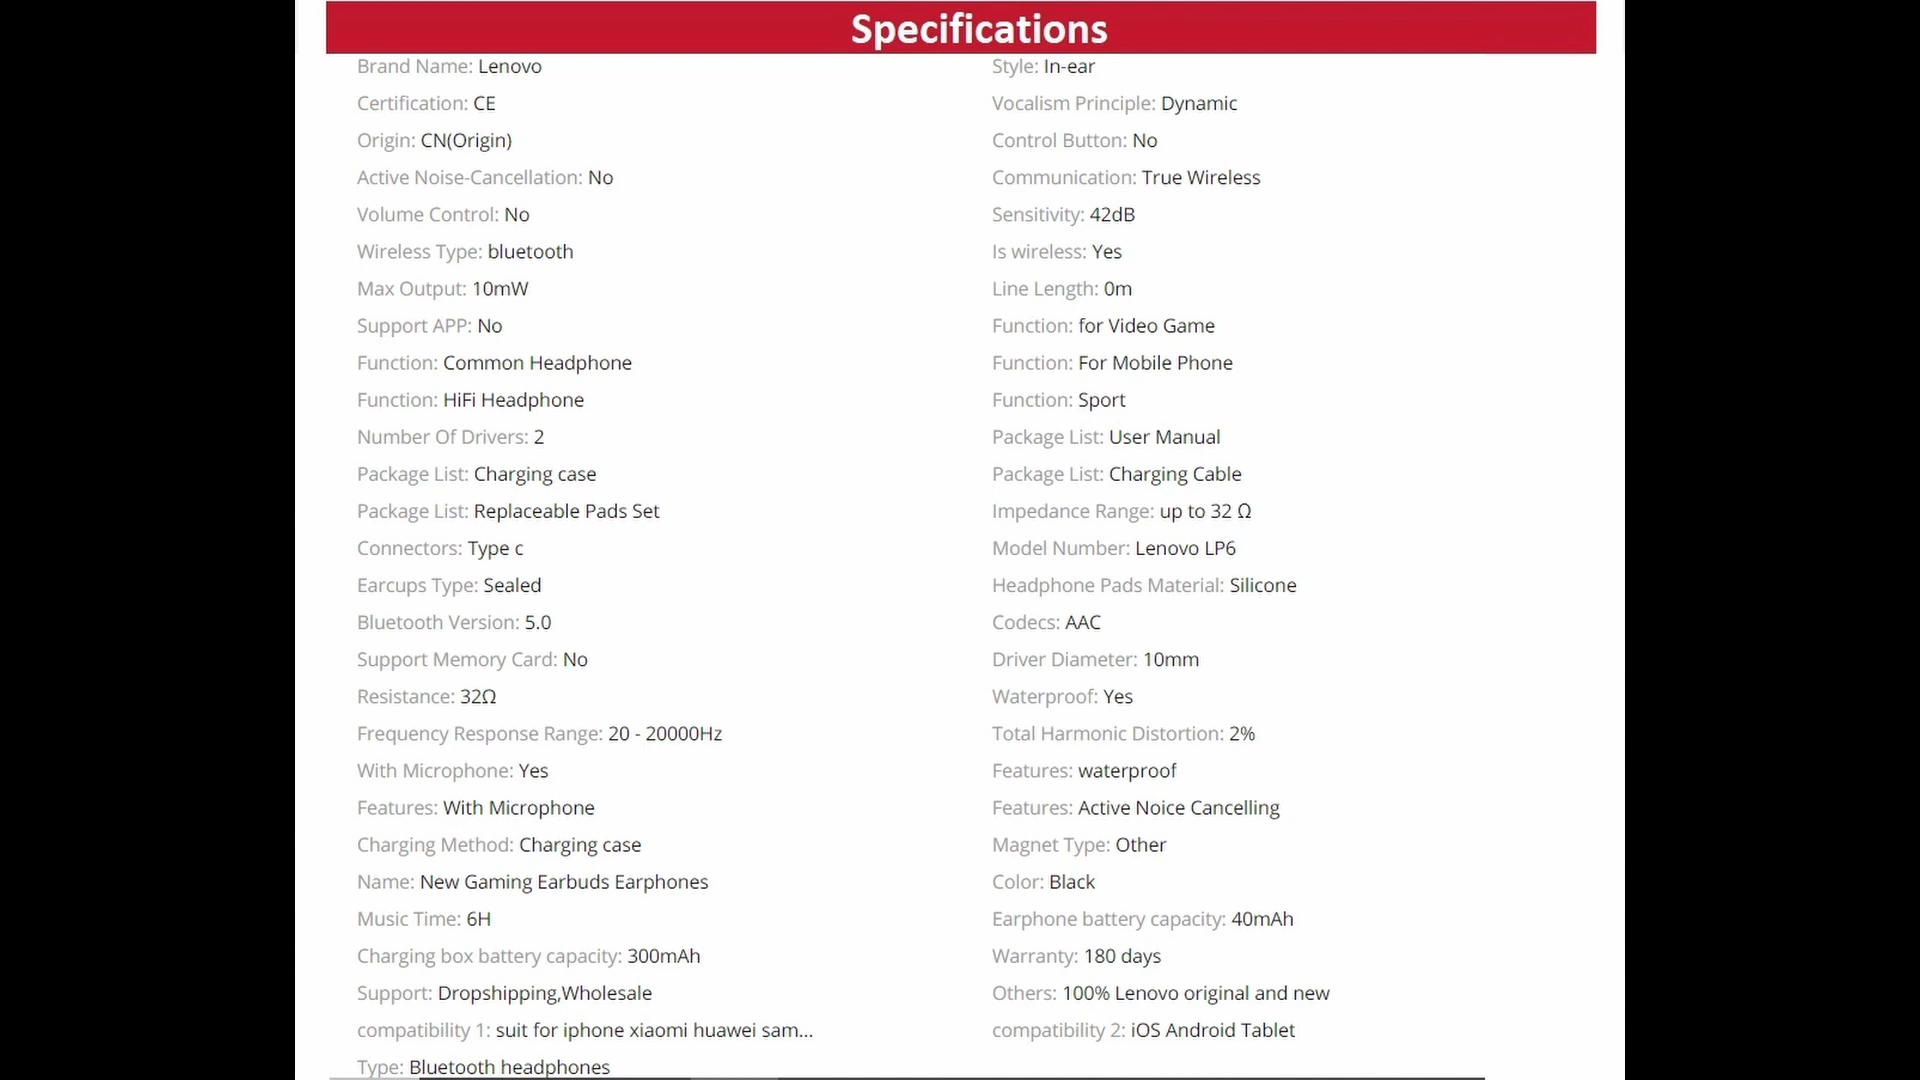 Specifications
Brand Name: Lenovo
Style: In-ear
Certification: CE
Vocalism Principle: Dynamic
Origin: CN(Origin)
Control Button: No
Active Noise-Cancellation: No
Communication: True Wireless
Volume Control: No
Sensitivity: 42dB
Wireless Type: bluetooth
Is wireless: Yes
Max Output: 10mW
Line Length: 0m
Support APP: No
Function: for Video Game
Function: Common Headphone
Function: For Mobile Phone
Function: HiFi Headphone
Function: Sport
Number Of Drivers: 2
Package List: User Manual
Package List: Charging case
Package List: Charging Cable
Package List: Replaceable Pads Set
Impedance Range: up to 32 Ω
Connectors: Type c
Model Number: Lenovo LP6
Earcups Type: Sealed
Headphone Pads Material: Silicone
Bluetooth Version: 5.0
Codecs: AAC
Support Memory Card: No
Driver Diameter: 10mm
Resistance: 32Ω
Waterproof: Yes
Frequency Response Range: 20 - 20000Hz
Total Harmonic Distortion: 2%
With Microphone: Yes
Features: waterproof
Features: With Microphone
Features: Active Noice Cancelling
Charging Method: Charging case
Magnet Type: Other
Name: New Gaming Earbuds Earphones
Color: Black
Music Time: 6H
Earphone battery capacity: 40mAh
Charging box battery capacity: 300mAh
Warranty: 180 days
Support: Dropshipping,Wholesale
Others: 100% Lenovo original and new
compatibility 1: suit for iphone xiaomi huawei sam...
compatibility 2: iOS Android Tablet
Type: Bluetooth headphones